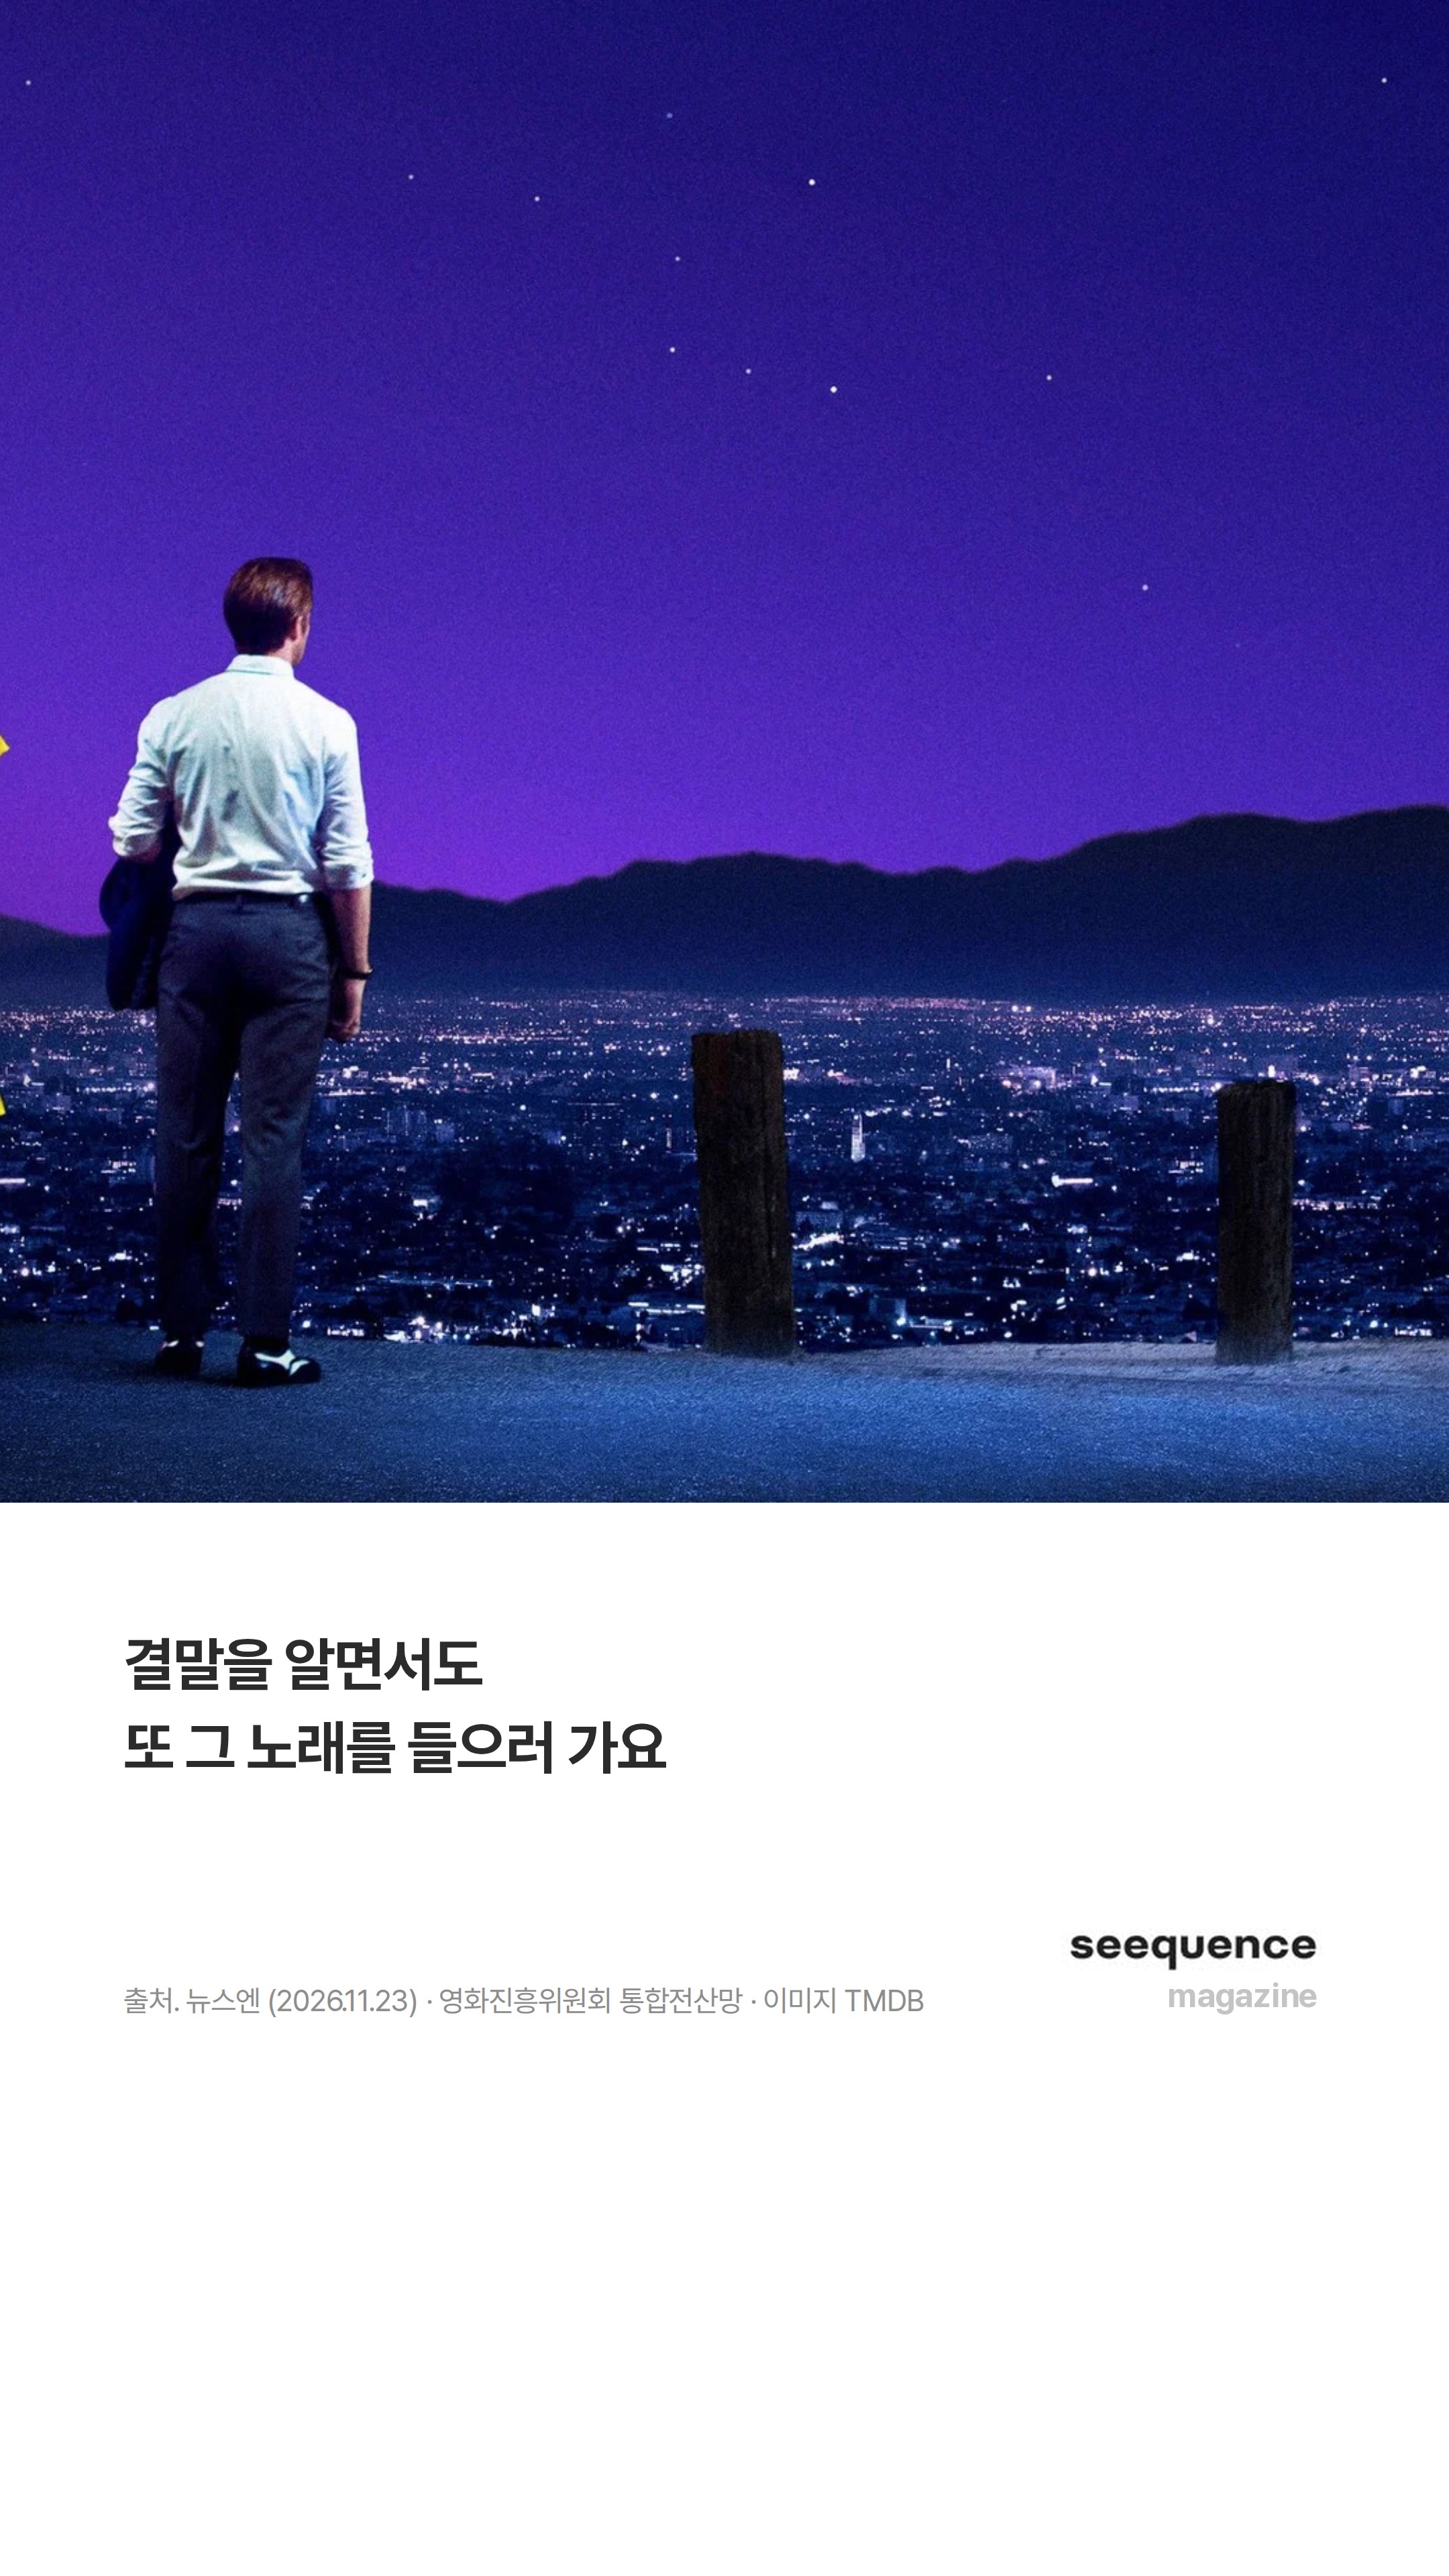 결말을 알면서도
또 그 노래를 들으러 가요
seequence
magazine
출처. 뉴스엔 (2026.11.23) · 영화진흥위원회 통합전산망 · 이미지 TMDB